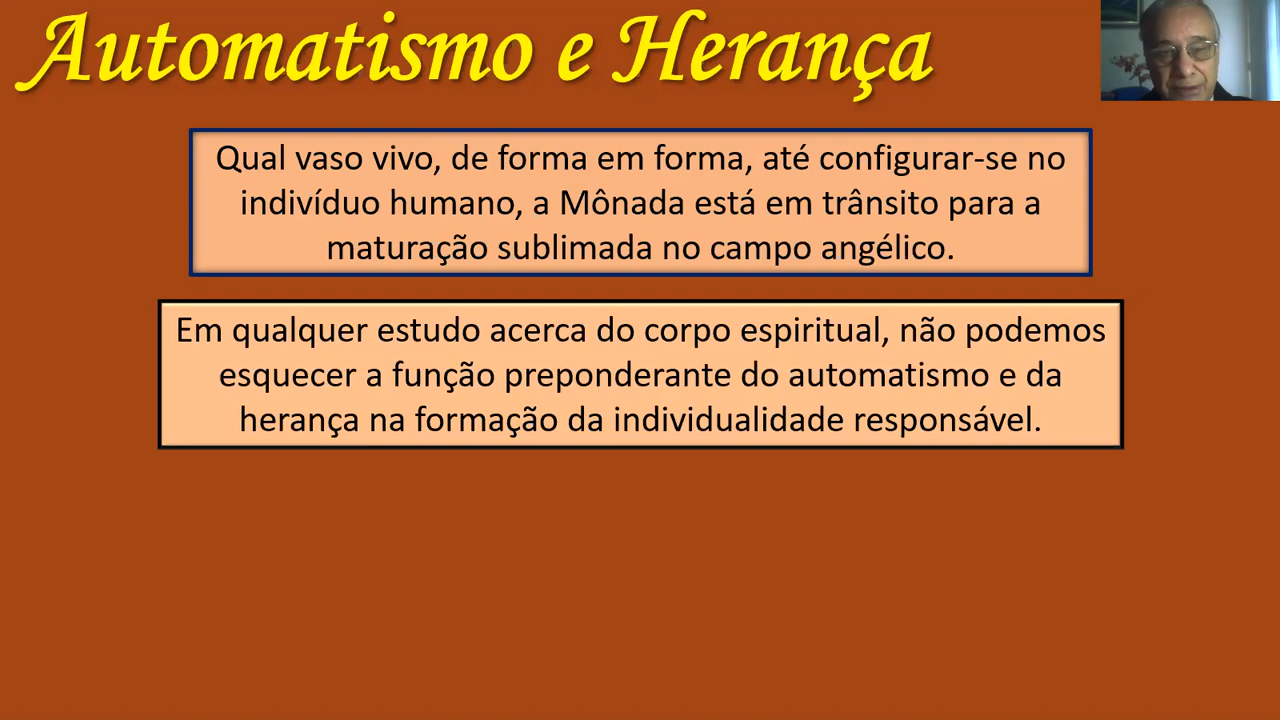 Automatismo e Herança
Qual vaso vivo, de forma em forma, até configurar-se no
indivíduo humano, a Mônada está em trânsito para a
maturação sublimada no campo angélico.
Em qualquer estudo acerca do corpo espiritual, não podemos
esquecer a função preponderante do automatismo e da
herança na formação da individualidade responsável.